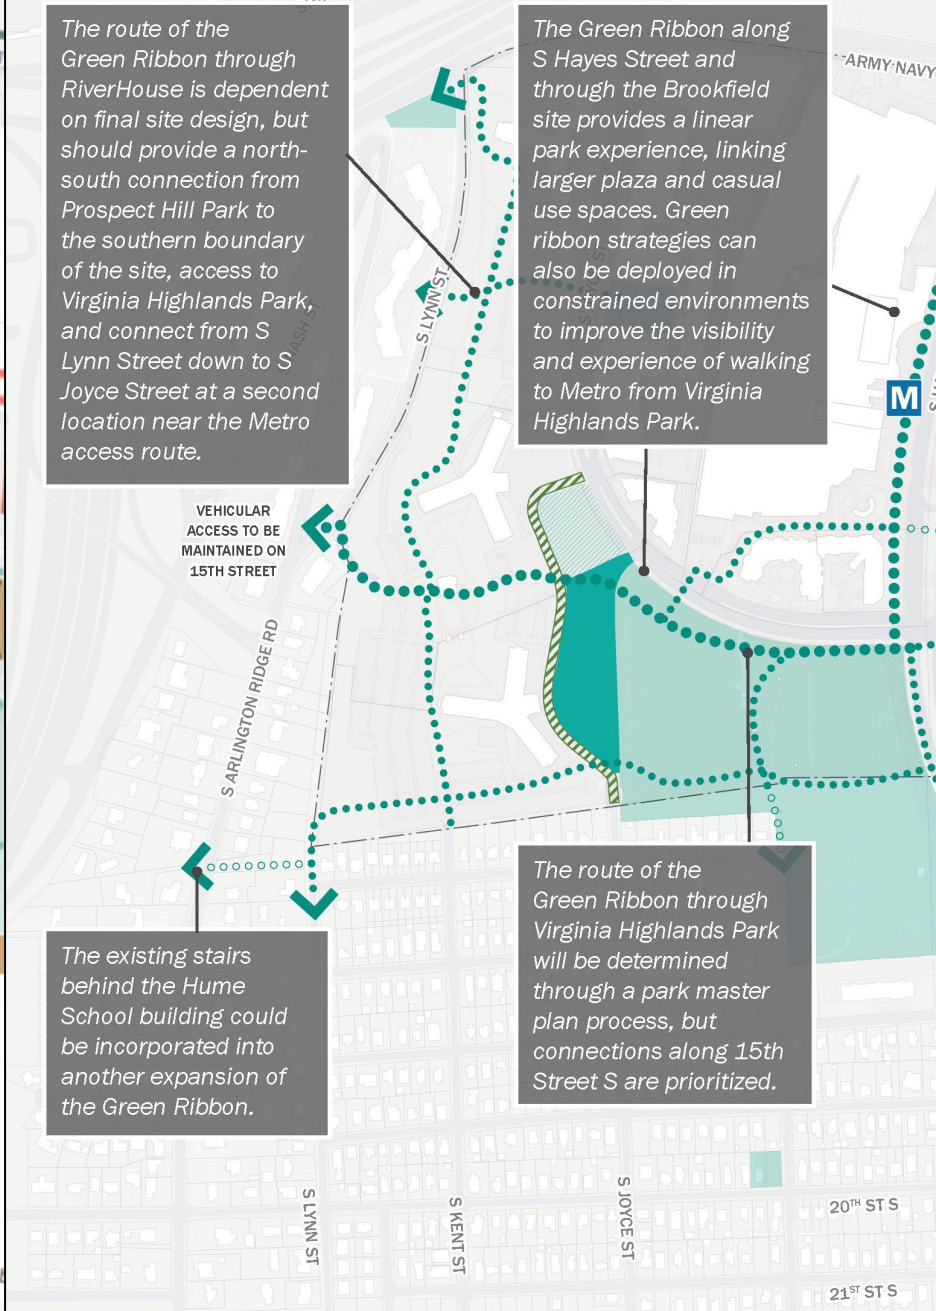 The route of the
Green Ribbon through
RiverHouse is dependent
on final site design, but
should provide a north-
south connection from
Prospect Hill Park to
the southern boundary
of the site, access to
Virginia Highlands Park,
and connect from S
Lynn Street down to S
Joyce Street at a second
location near the Metro
access route.
The Green Ribbon along
S Hayes Street and
through the Brookfield
site provides a linear
park experience, linking
larger plaza and casual
use spaces. Green
ribbon strategies can
also be deployed in
constrained environments
to improve the visibility
and experience of walking
to Metro from Virginia
Highlands Park.
ARMY NAVY
S LYNN ST
M
VEHICULAR
ACCESS TO BE
MAINTAINED ON
15TH STREET
S ARLINGTON RIDGE RD
The existing stairs
behind the Hume
School building could
be incorporated into
another expansion of
the Green Ribbon.
The route of the
Green Ribbon through
Virginia Highlands Park
will be determined
through a park master
plan process, but
connections along 15th
Street S are prioritized.
S LYNN ST
S KENT ST
S JOYCE ST
20TH ST S
21ST ST S